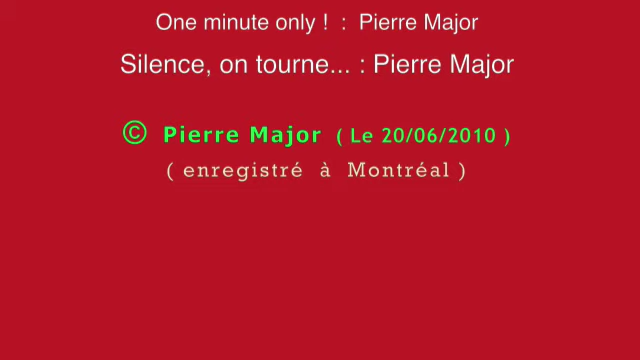 One minute only ! : Pierre Major
Silence, on tourne... : Pierre Major
© Pierre Major ( Le 20/06/2010 )
( enregistré à Montréal )